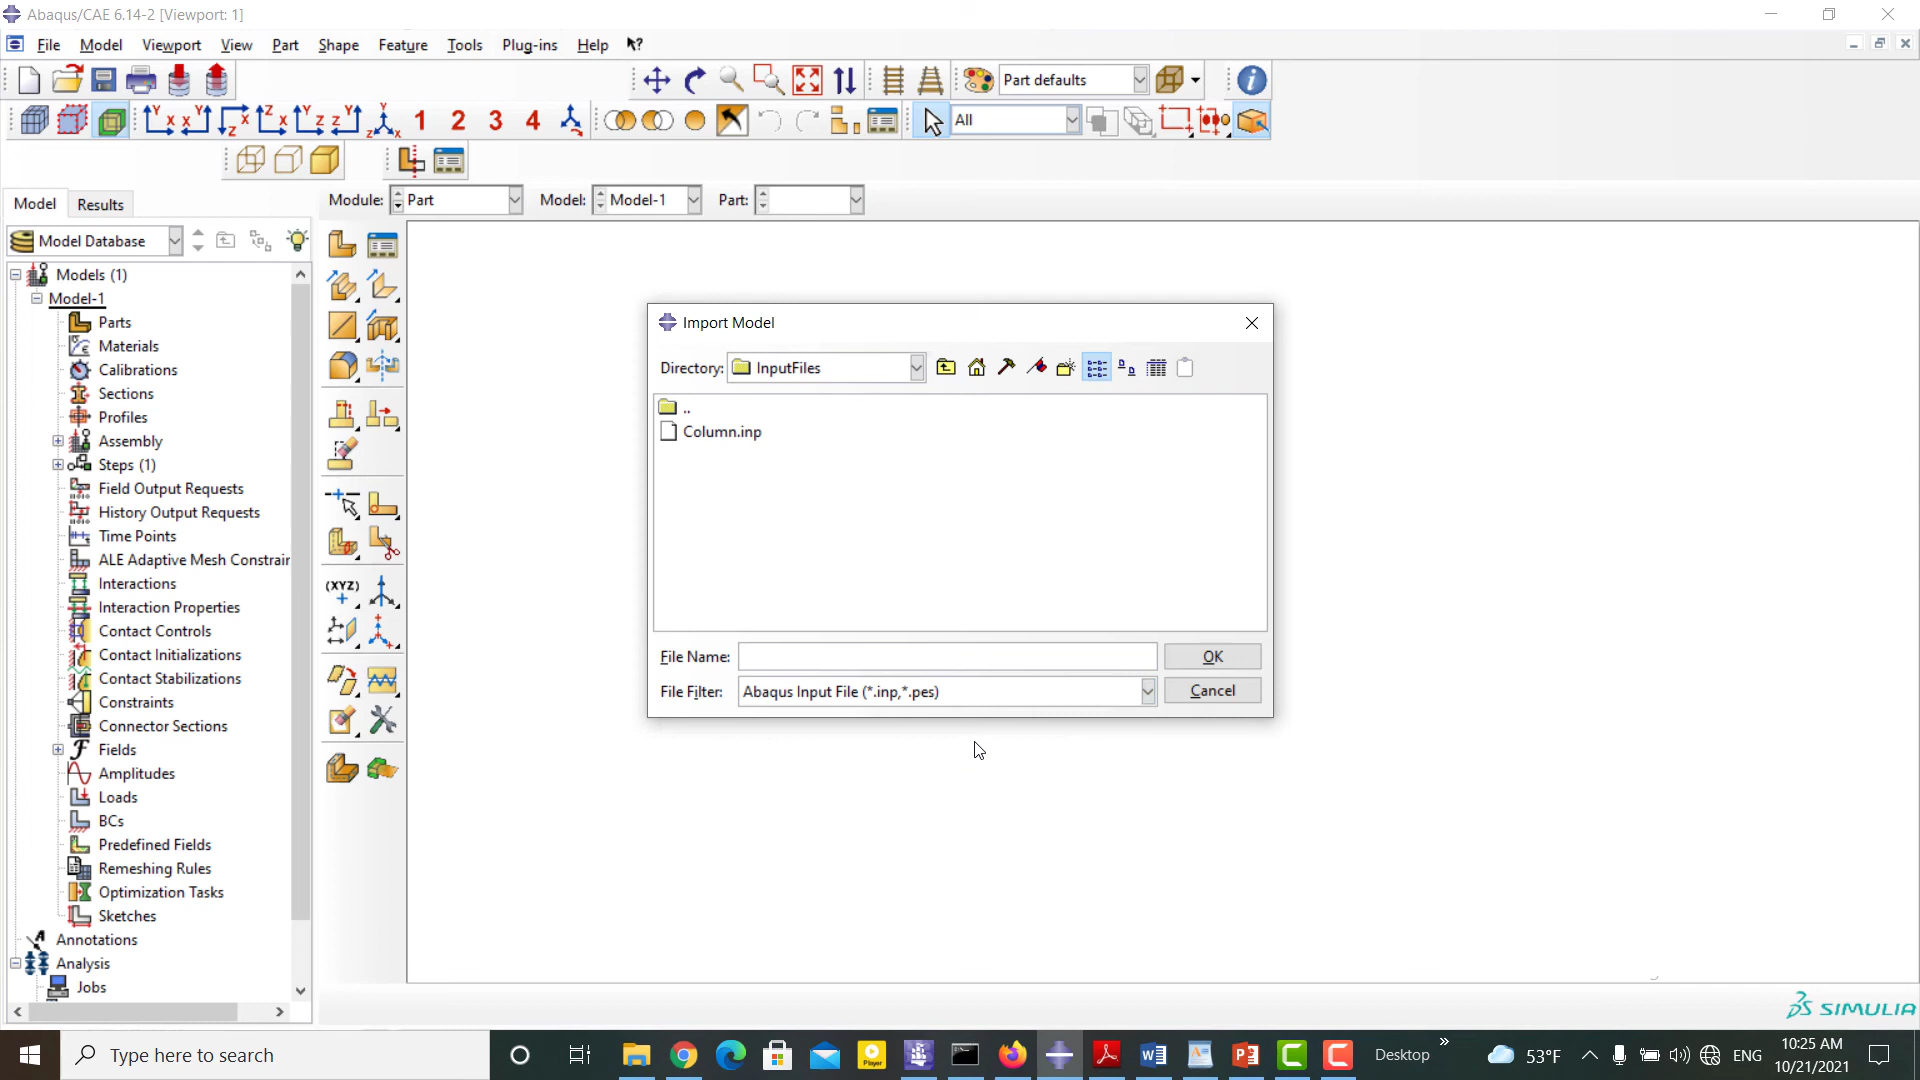 Abaqus/CAE 6.14-2 [Viewport: 1]
File Model Viewport View Part Shape Feature Tools Plug-ins Help
Part defaults
1 2 3 4
All
Model Results
Module: Part Model: Model-1 Part:
Model Database
Models (1)
Model-1
Parts
Materials
Calibrations
Sections
Profiles
Assembly
Steps (1)
Field Output Requests
History Output Requests
Time Points
ALE Adaptive Mesh Constrain
Interactions
Interaction Properties
Contact Controls
Contact Initializations
Contact Stabilizations
Constraints
Connector Sections
Fields
Amplitudes
Loads
BCs
Predefined Fields
Remeshing Rules
Optimization Tasks
Sketches
Annotations
Analysis
Jobs
(XYZ)
Import Model
Directory: InputFiles
..
Column.inp
File Name: OK
File Filter: Abaqus Input File (*.inp,*.pes) Cancel
SIMULIA
Type here to search
Desktop
53°F
ENG
10:25 AM
10/21/2021